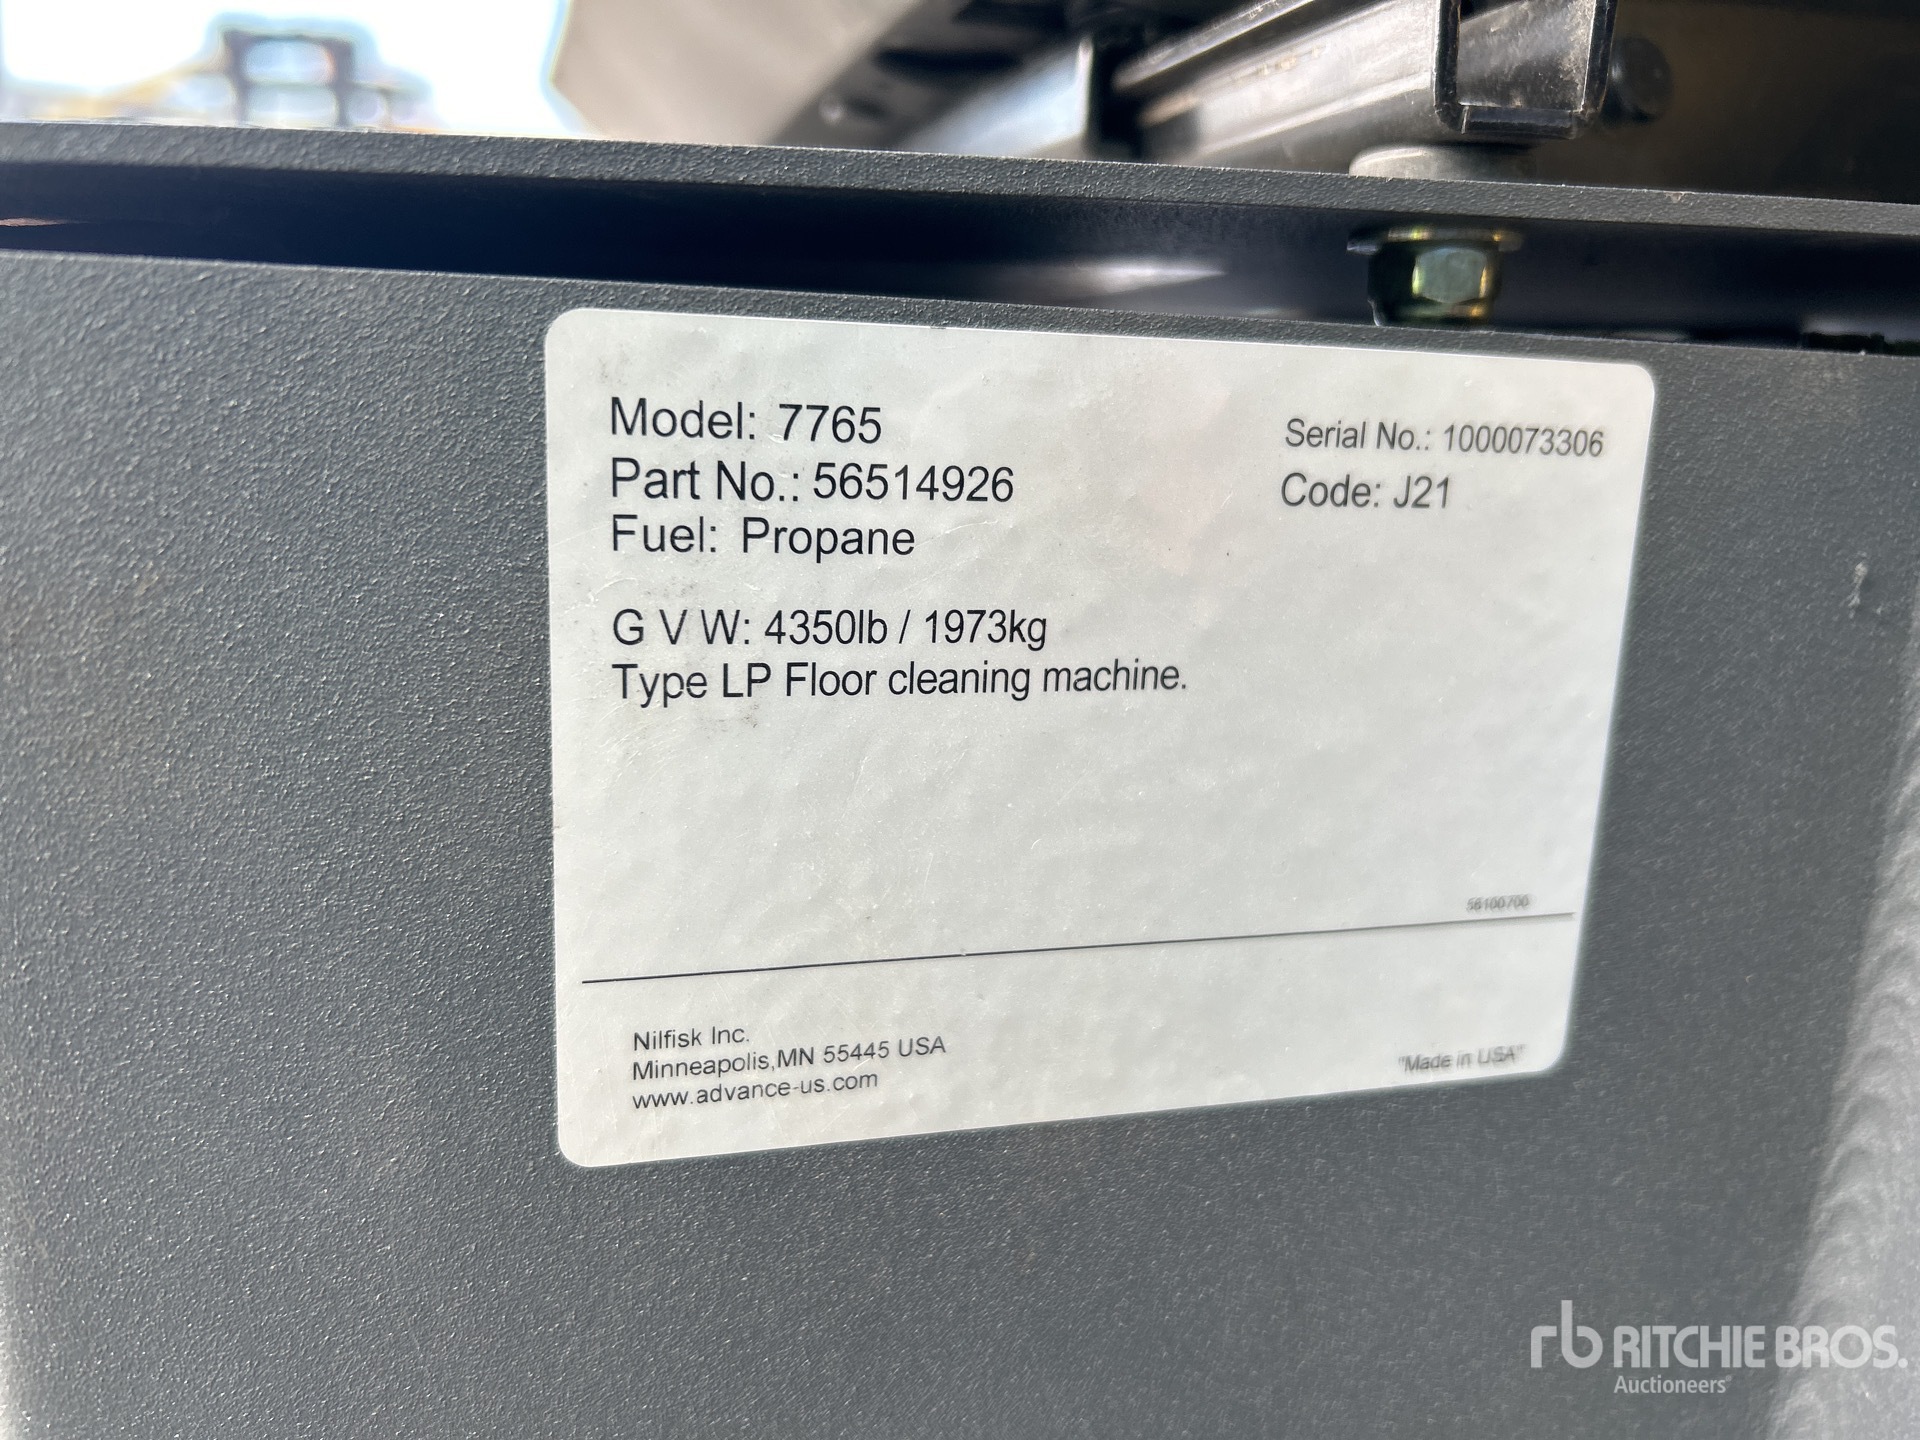 Model: 7765
Part No.: 56514926
Fuel: Propane
Serial No.: 1000073306
Code: J21
G V W: 4350lb / 1973kg
Type LP Floor cleaning machine.
56100700
Nilfisk Inc.
Minneapolis,MN 55445 USA
www.advance-us.com
"Made in USA"
rb RITCHIE BROS.
Auctioneers